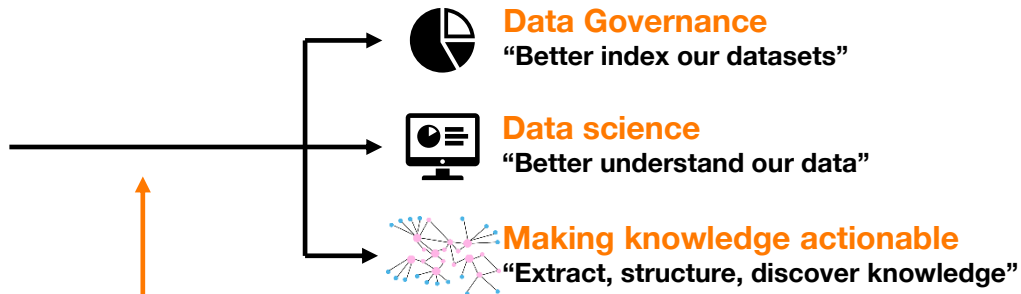 Data Governance
“Better index our datasets”
Data science
“Better understand our data”
Making knowledge actionable
“Extract, structure, discover knowledge”